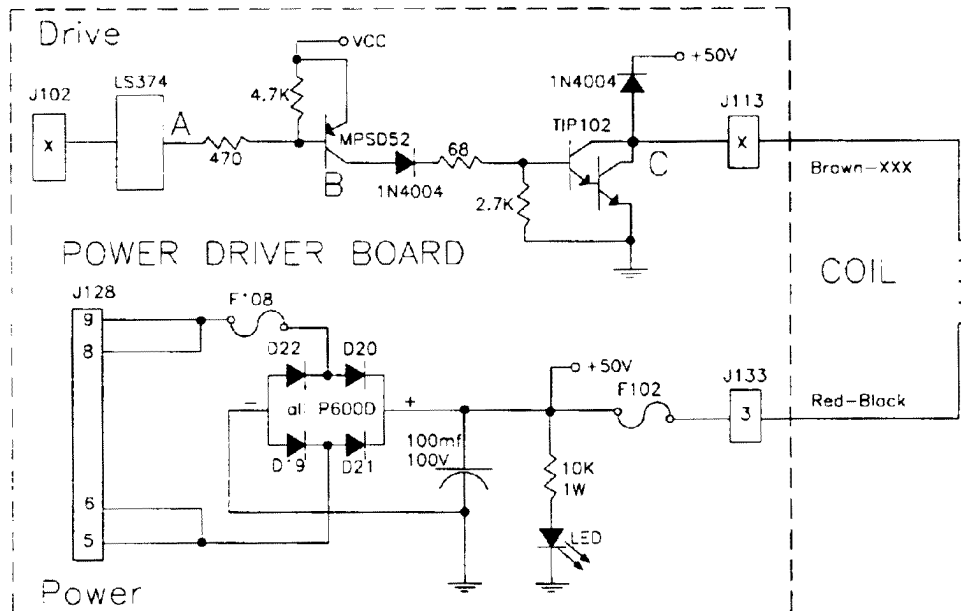 Drive
VCC
+50V
J102
LS374
4.7K
1N4004
J113
X
A
470
MPSD52
B
1N4004
68
2.7K
TIP102
C
X
Brown-XXX
POWER DRIVER BOARD
COIL
J128
9
8
6
5
F108
D22
D20
-
all P600D
+
D19
D21
100mf
100V
+50V
F102
J133
3
Red-Black
10K
1W
LED
Power